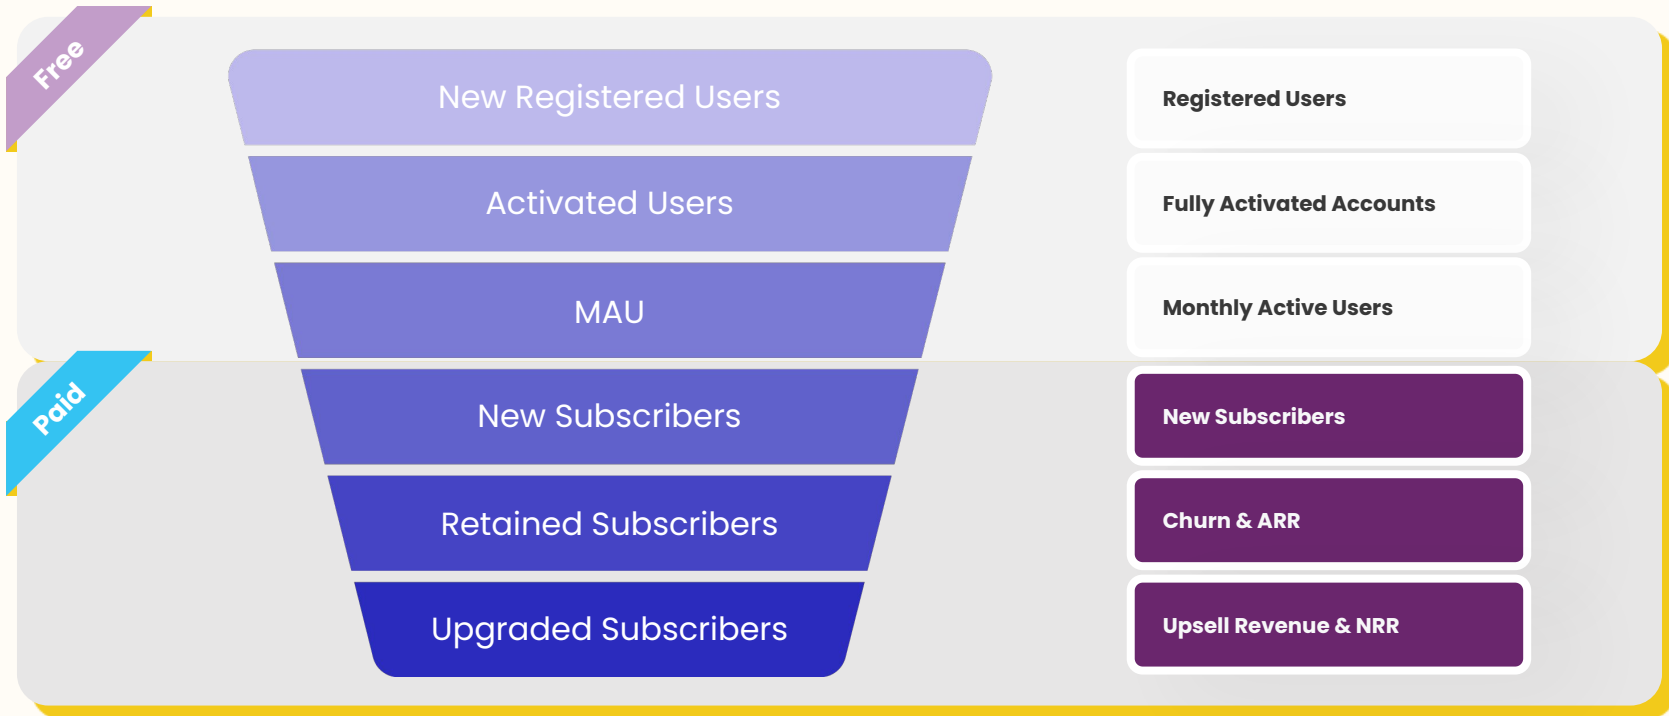 Free
New Registered Users
Registered Users
Activated Users
Fully Activated Accounts
MAU
Monthly Active Users
Paid
New Subscribers
New Subscribers
Retained Subscribers
Churn & ARR
Upgraded Subscribers
Upsell Revenue & NRR